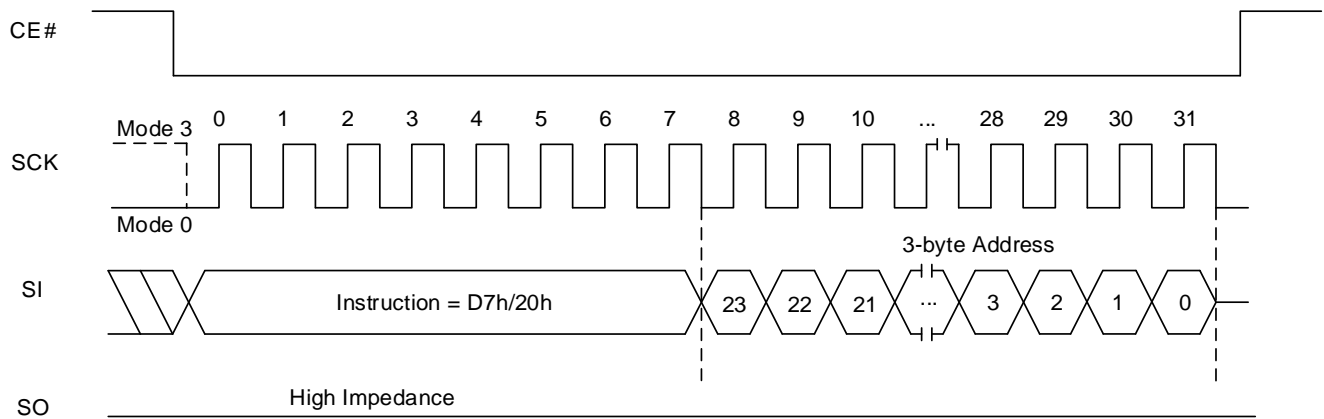 CE#
0 1 2 3 4 5 6 7 8 9 10 ... 28 29 30 31
Mode 3
SCK
Mode 0
3-byte Address
SI
Instruction = D7h/20h 23 22 21 ... 3 2 1 0
High Impedance
SO